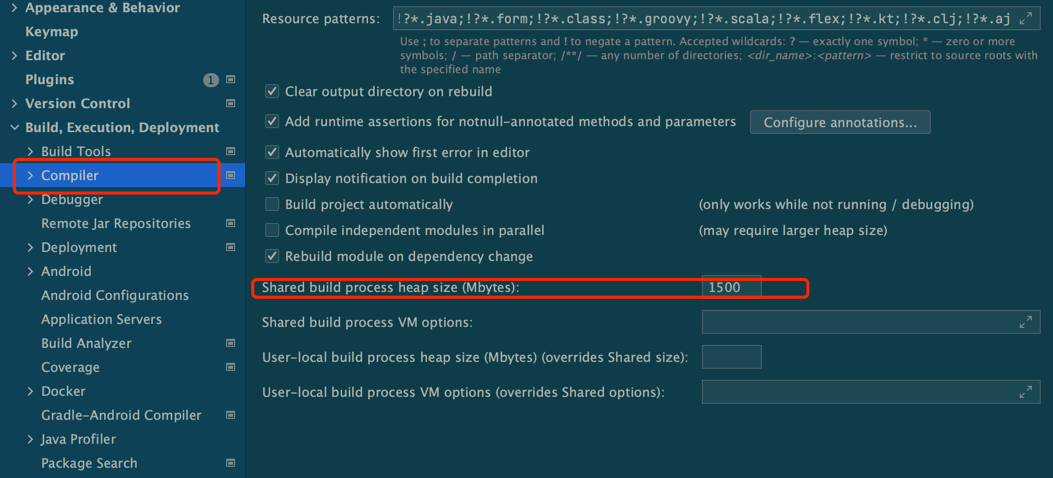 Appearance & Behavior
Keymap
Editor
Plugins 1
Version Control
Build, Execution, Deployment
Build Tools
Compiler
Debugger
Remote Jar Repositories
Deployment
Android
Android Configurations
Application Servers
Build Analyzer
Coverage
Docker
Gradle-Android Compiler
Java Profiler
Package Search
Resource patterns: !?*.java;!?*.form;!?*.class;!?*.groovy;!?*.scala;!?*.flex;!?*.kt;!?*.clj;!?*.aj
Use ; to separate patterns and ! to negate a pattern. Accepted wildcards: ? — exactly one symbol; * — zero or more
symbols; / — path separator; /**/ — any number of directories; <dir_name>:<pattern> — restrict to source roots with
the specified name
Clear output directory on rebuild
Add runtime assertions for notnull-annotated methods and parameters Configure annotations...
Automatically show first error in editor
Display notification on build completion
Build project automatically (only works while not running / debugging)
Compile independent modules in parallel (may require larger heap size)
Rebuild module on dependency change
Shared build process heap size (Mbytes): 1500
Shared build process VM options:
User-local build process heap size (Mbytes) (overrides Shared size):
User-local build process VM options (overrides Shared options):